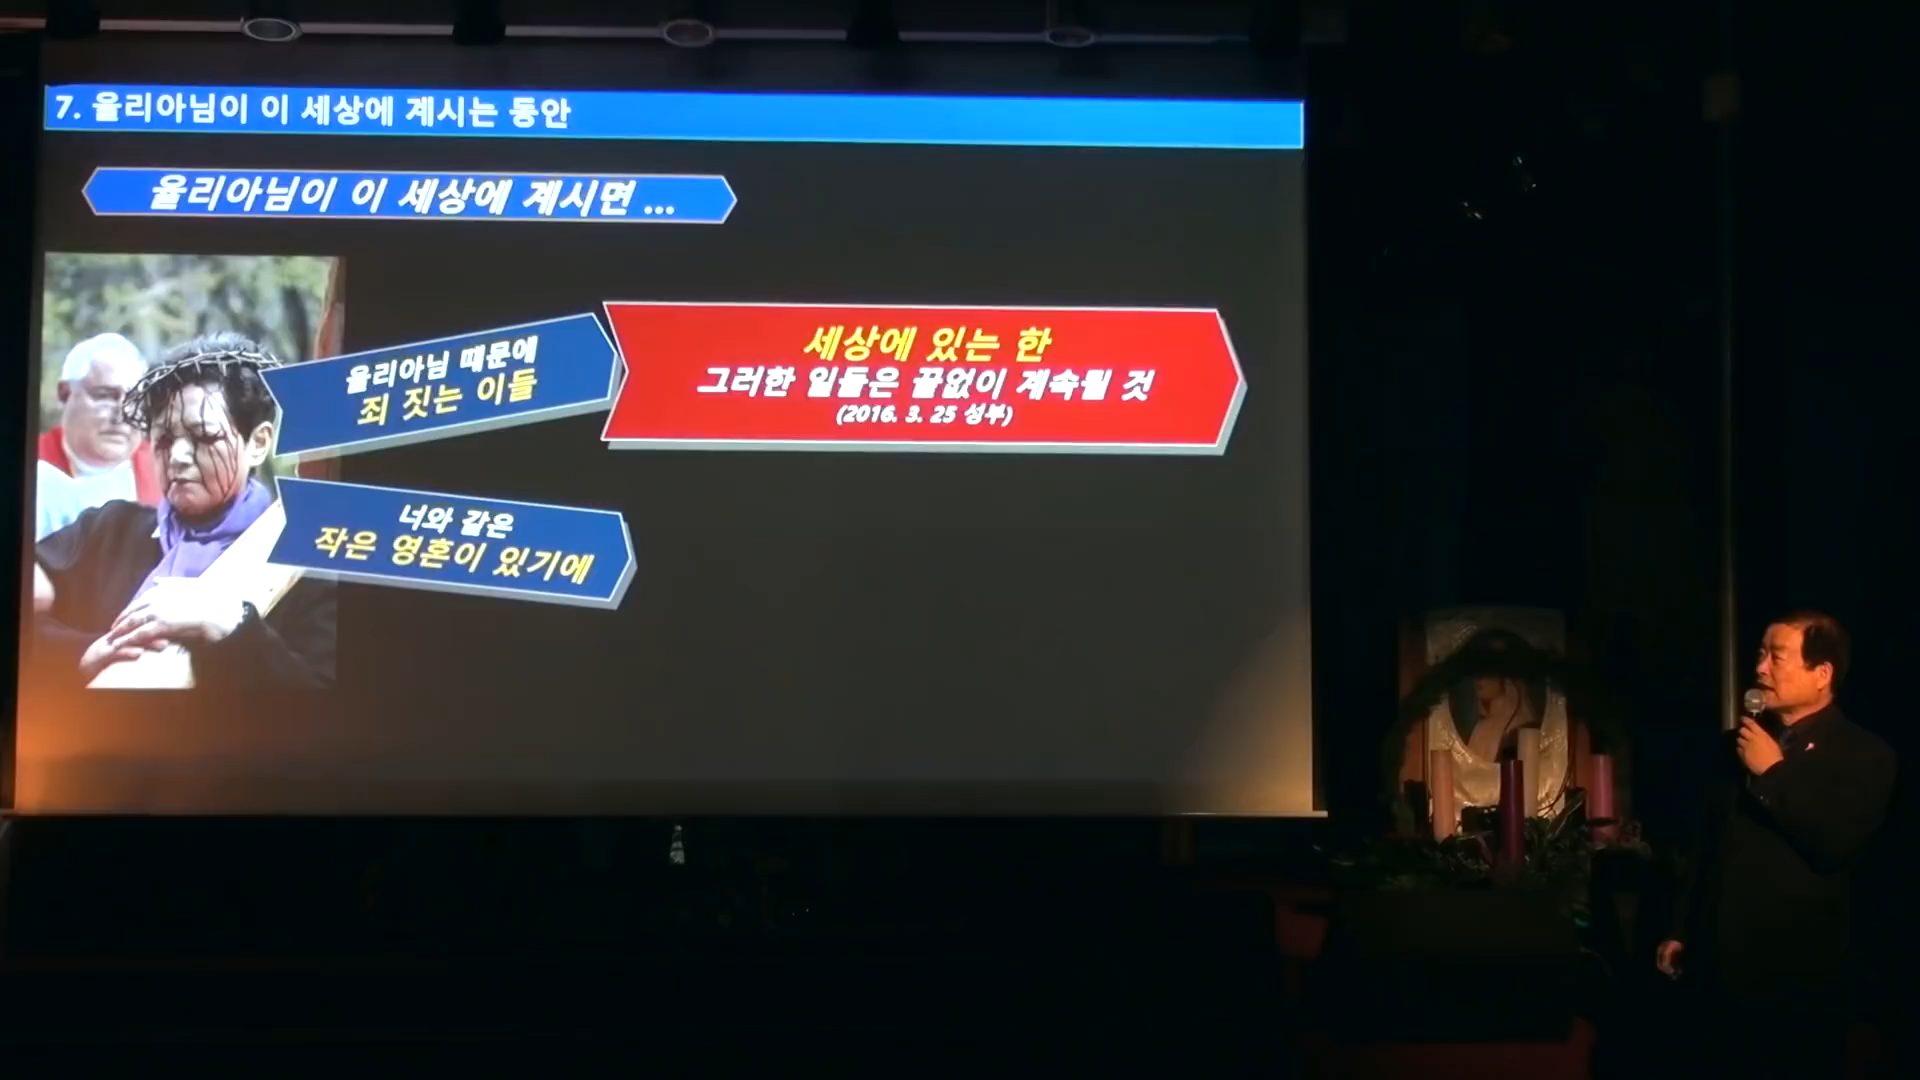 7. 율리아님이 이 세상에 계시는 동안
율리아님이 이 세상에 계시면 ...
율리아님 때문에
죄 짓는 이들
세상에 있는 한
그러한 일들은 끝없이 계속될 것
(2016. 3. 25 성부)
너와 같은
작은 영혼이 있기에